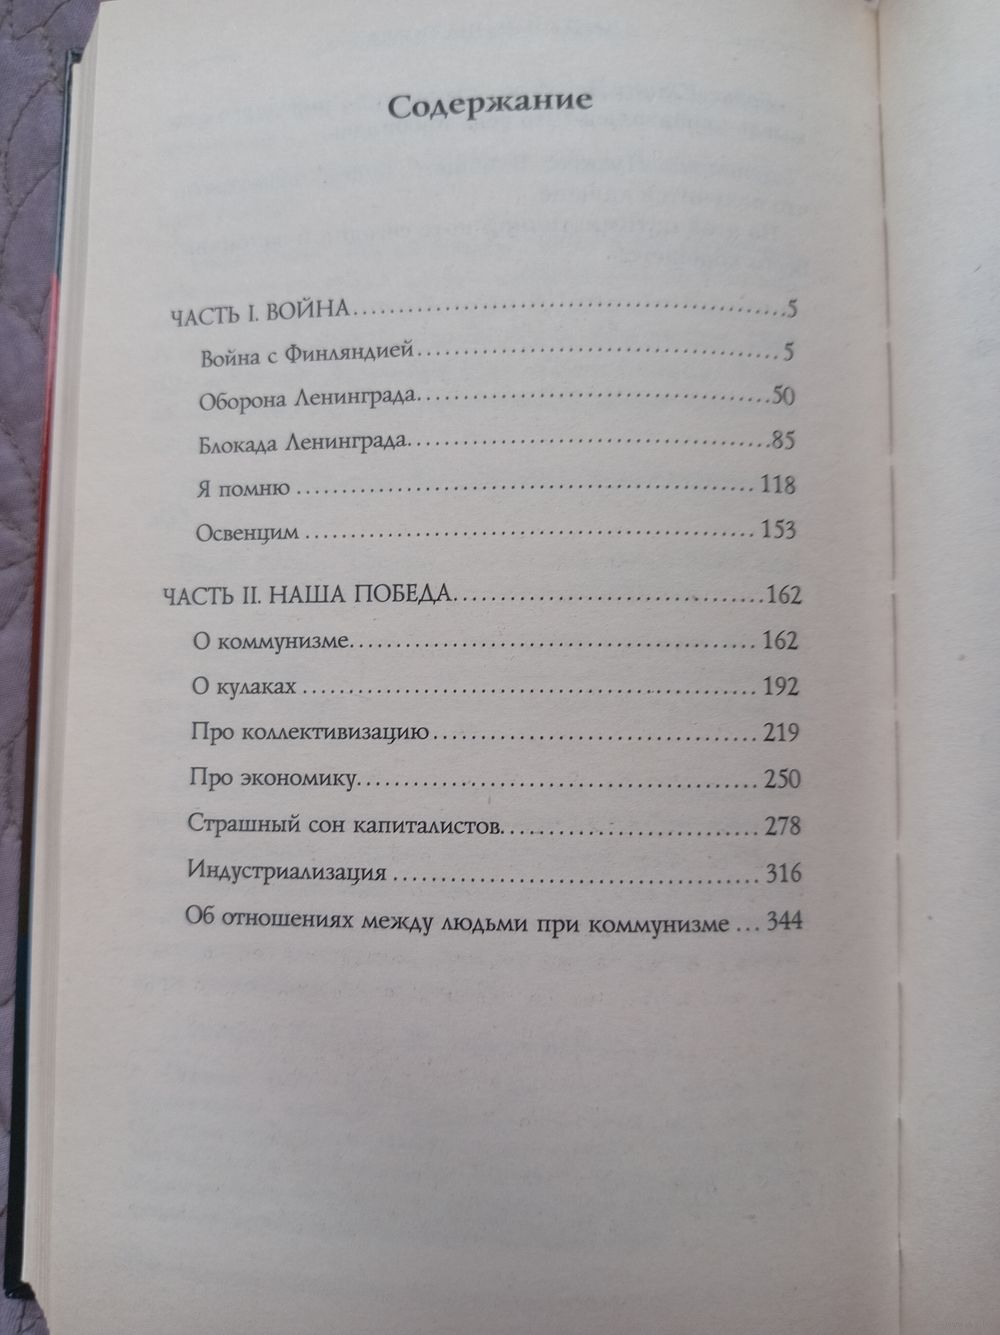 Содержание
ЧАСТЬ I. ВОЙНА..................................................5
Война с Финляндией..........................................5
Оборона Ленинграда..........................................50
Блокада Ленинграда..........................................85
Я помню ..................................................... 118
Освенцим .................................................... 153
ЧАСТЬ II. НАША ПОБЕДА....................................162
О коммунизме................................................ 162
О кулаках .................................................... 192
Про коллективизацию...................................... 219
Про экономику............................................... 250
Страшный сон капиталистов.............................. 278
Индустриализация .......................................... 316
Об отношениях между людьми при коммунизме ... 344